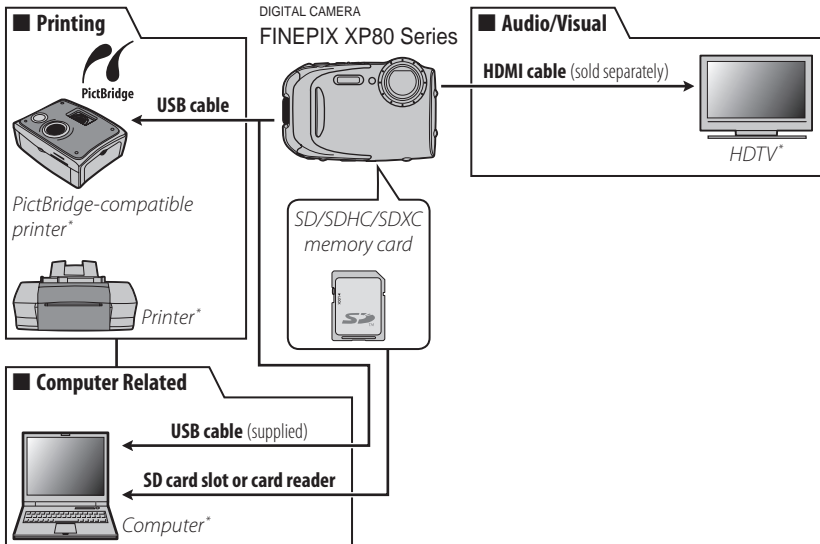 ■ Printing
PictBridge
USB cable
PictBridge-compatible
printer*
Printer*
DIGITAL CAMERA
FINEPIX XP80 Series
SD/SDHC/SDXC
memory card
SD
■ Audio/Visual
HDMI cable (sold separately)
HDTV*
■ Computer Related
USB cable (supplied)
SD card slot or card reader
Computer*